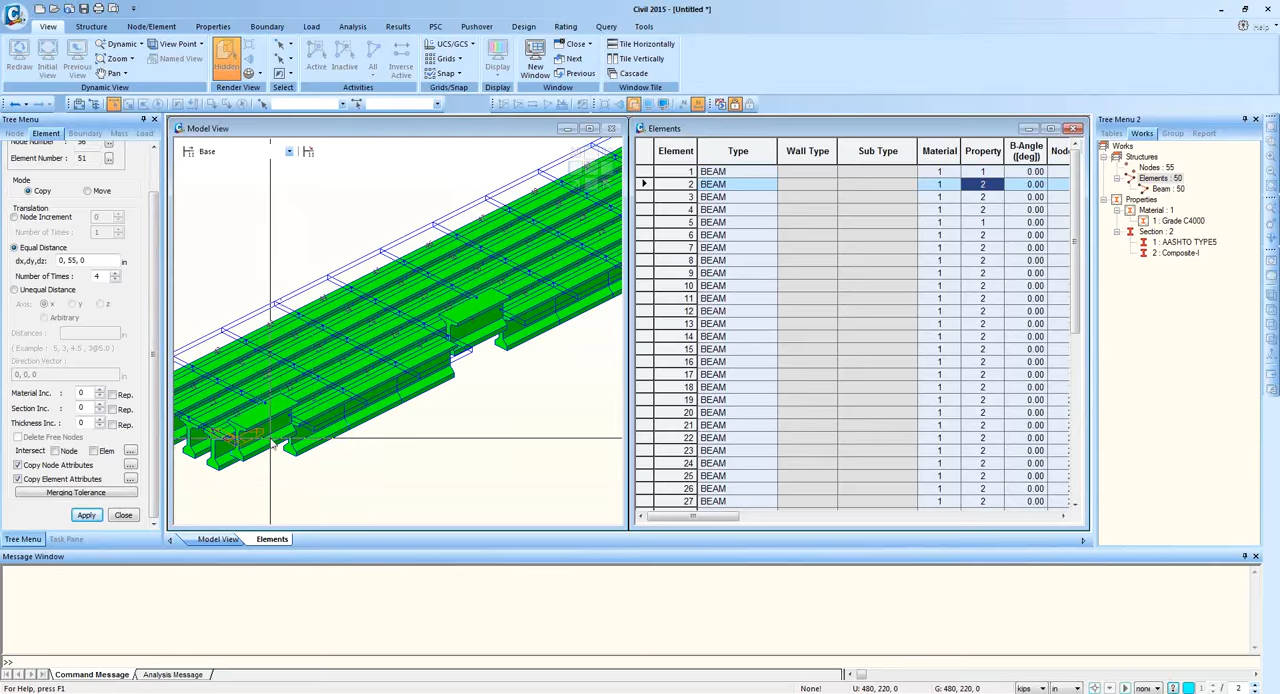 Civil 2015 - [Untitled *]
View Structure Node/Element Properties Boundary Load Analysis Results PSC Pushover Design Rating Query Tools
Help
Redraw Initial View Previous View
Dynamic
Zoom
Pan
View Point
Named View
Hidden
Active Inactive All Inverse Active
UCS/GCS
Grids
Snap
Display
New Window
Close
Next
Previous
Tile Horizontally
Tile Vertically
Cascade
Dynamic View Render View Select Activities Grids/Snap Display Window Window Tile
Tree Menu
Node Element Boundary Mass Load
Node Number 56
Element Number 51
Mode
Copy Move
Translation
Node Increment 0
Number of Times: 1
Equal Distance
dx,dy,dz: 0, 55, 0 in
Number of Times: 4
Unequal Distance
Axis: x y z
Arbitrary
Distances: in
( Example : 5, 3, 4.5 , 3@5.0 )
Direction Vector
0, 0, 0 in
Material Inc. 0 Rep.
Section Inc. : 0 Rep.
Thickness Inc. : 0 Rep.
Delete Free Nodes
Intersect Node Elem
Copy Node Attributes
Copy Element Attributes
Merging Tolerance
Apply Close
Tree Menu Task Pane
Model View
Base
Model View Elements
Elements
Element Type Wall Type Sub Type Material Property B-Angle ([deg]) Nod
1 BEAM 1 1 0.00
2 BEAM 1 2 0.00
3 BEAM 1 2 0.00
4 BEAM 1 2 0.00
5 BEAM 1 2 0.00
6 BEAM 1 2 0.00
7 BEAM 1 2 0.00
8 BEAM 1 2 0.00
9 BEAM 1 2 0.00
10 BEAM 1 2 0.00
11 BEAM 1 2 0.00
12 BEAM 1 2 0.00
13 BEAM 1 2 0.00
14 BEAM 1 2 0.00
15 BEAM 1 2 0.00
16 BEAM 1 2 0.00
17 BEAM 1 2 0.00
18 BEAM 1 2 0.00
19 BEAM 1 2 0.00
20 BEAM 1 2 0.00
21 BEAM 1 2 0.00
22 BEAM 1 2 0.00
23 BEAM 1 2 0.00
24 BEAM 1 2 0.00
25 BEAM 1 2 0.00
26 BEAM 1 2 0.00
27 BEAM 1 2 0.00
Tree Menu 2
Tables Works Group Report
Works
Structures
Nodes : 55
Elements : 50
Beam : 50
Properties
Material : 1
1 : Grade C4000
Section : 2
1 : AASHTO TYPE5
2 : Composite-I
Message Window
>>
Command Message Analysis Message
For Help, press F1
None! U: 480, 220, 0 G: 480, 220, 0 kips in none / 2